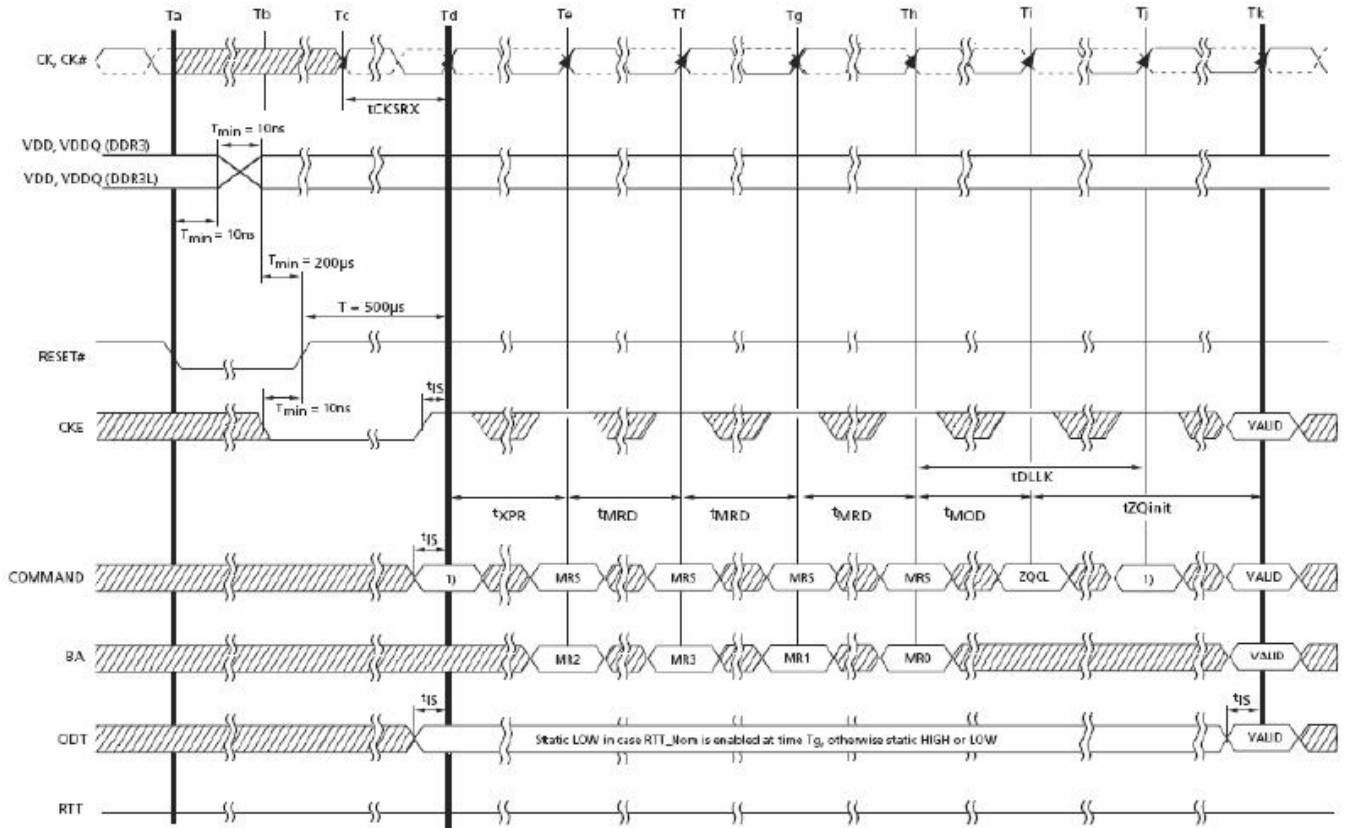 Ta Tb Tc Td Te Tf Tg Th Ti Tj Tk
CK, CK#
tCKSRX
Tmin = 10ns
VDD, VDDQ (DDR3)
VDD, VDDQ (DDR3L)
Tmin = 10ns
Tmin = 200µs
T = 500µs
RESET#
tIS
Tmin = 10ns
CKE VALID
tDLLK
tXPR tMRD tMRD tMRD tMOD tZQinit
tIS
COMMAND 1) MRS MRS MRS MRS ZQCL 1) VALID
BA MR2 MR3 MR1 MR0 VALID
tIS tIS
ODT Static LOW in case RTT_Nom is enabled at time Tg, otherwise static HIGH or LOW VALID
RTT